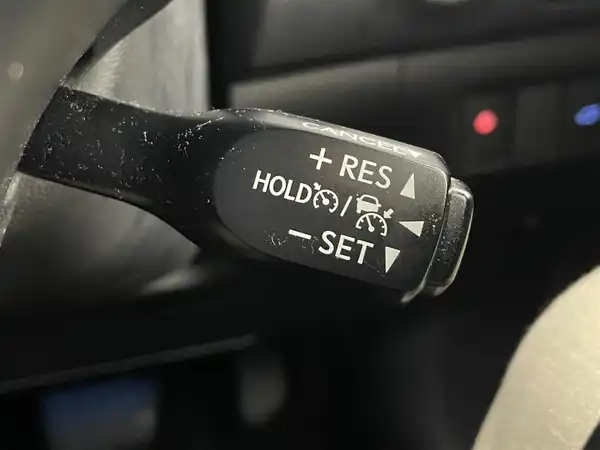 CANCEL
+ RES
HOLD /
− SET